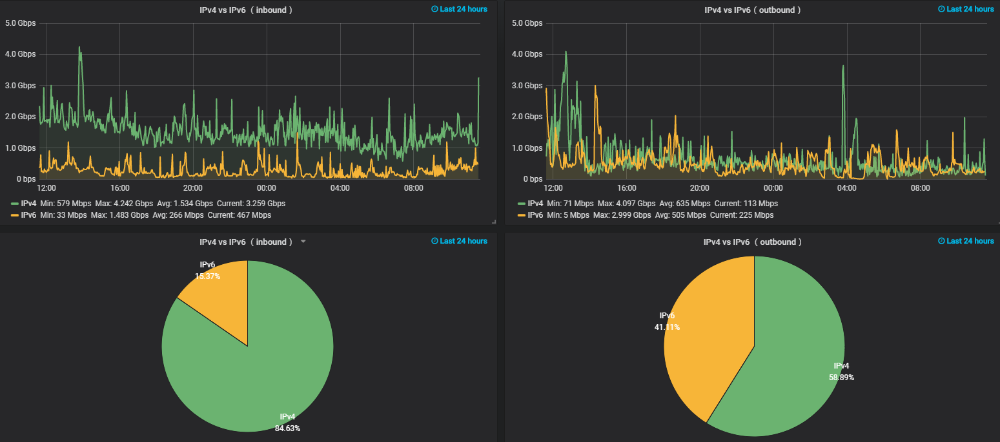 IPv4 vs IPv6 ( inbound )
Last 24 hours
5.0 Gbps
4.0 Gbps
3.0 Gbps
2.0 Gbps
1.0 Gbps
0 bps
12:00 16:00 20:00 00:00 04:00 08:00
IPv4 Min: 579 Mbps Max: 4.242 Gbps Avg: 1.534 Gbps Current: 3.259 Gbps
IPv6 Min: 33 Mbps Max: 1.483 Gbps Avg: 266 Mbps Current: 467 Mbps
IPv4 vs IPv6 ( outbound )
Last 24 hours
5.0 Gbps
4.0 Gbps
3.0 Gbps
2.0 Gbps
1.0 Gbps
0 bps
12:00 16:00 20:00 00:00 04:00 08:00
IPv4 Min: 71 Mbps Max: 4.097 Gbps Avg: 635 Mbps Current: 113 Mbps
IPv6 Min: 5 Mbps Max: 2.999 Gbps Avg: 505 Mbps Current: 225 Mbps
IPv4 vs IPv6 ( inbound )
Last 24 hours
IPv6
15.37%
IPv4
84.63%
IPv4 vs IPv6 ( outbound )
Last 24 hours
IPv6
41.11%
IPv4
58.89%